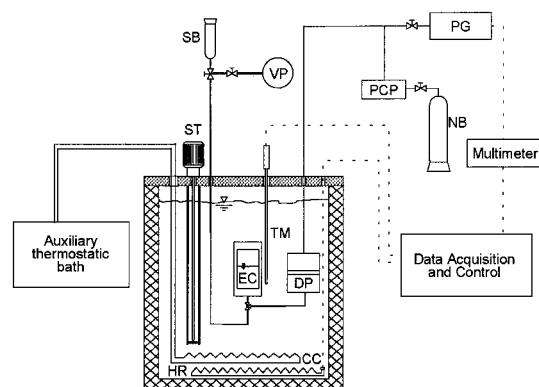 SB
VP
PG
PCP
NB
ST
Multimeter
TM
Auxiliary
thermostatic
bath
EC
DP
Data Acquisition
and Control
CC
HR